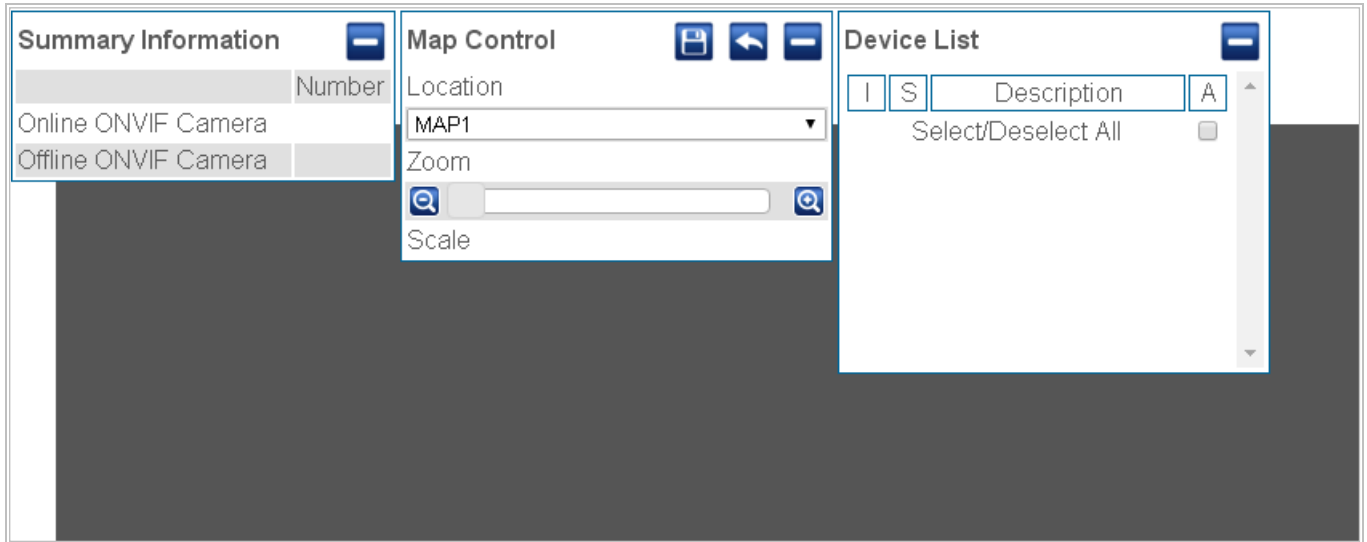 Summary Information
Number
Online ONVIF Camera
Offline ONVIF Camera
Map Control
Location
MAP1
Zoom
Scale
Device List
I S Description A
Select/Deselect All